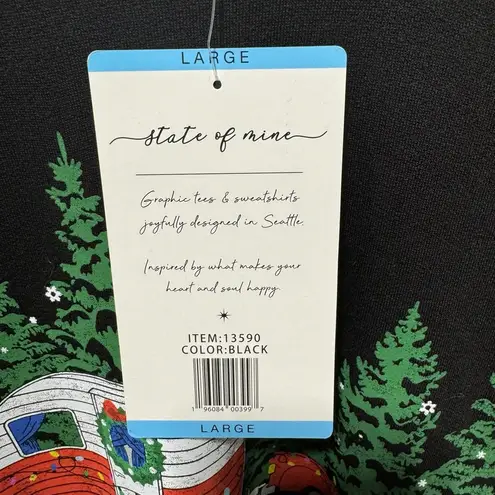 LARGE
state of mine
Graphic tees & sweatshirts
joyfully designed in Seattle.
Inspired by what makes your
heart and soul happy.
ITEM:13590
COLOR:BLACK
1 96084 00399 7
LARGE